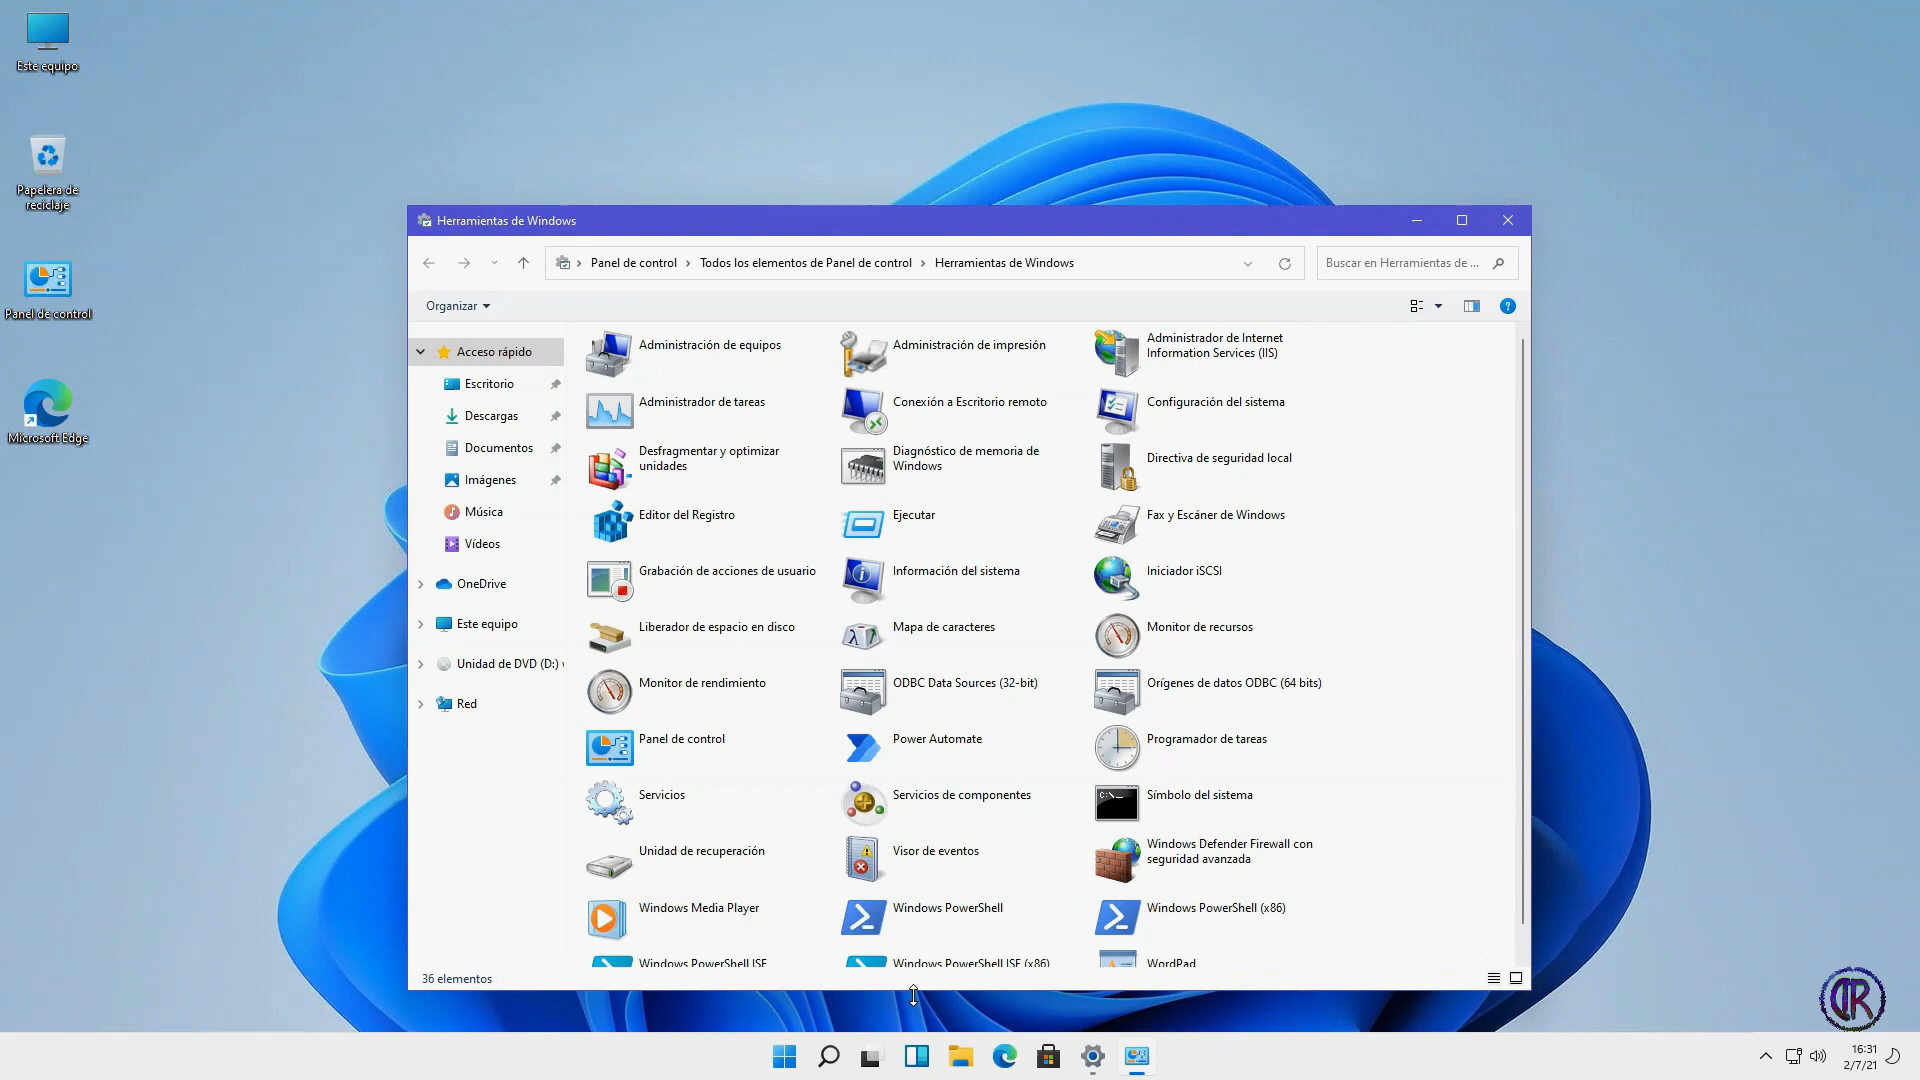 Este equipo
Papelera de
reciclaje
Panel de control
Microsoft Edge
Herramientas de Windows
Panel de control
Todos los elementos de Panel de control
Herramientas de Windows
Buscar en Herramientas de ...
Organizar
Acceso rápido
Escritorio
Descargas
Documentos
Imágenes
Música
Vídeos
OneDrive
Este equipo
Unidad de DVD (D:)
Red
Administración de equipos
Administración de impresión
Administrador de Internet
Information Services (IIS)
Administrador de tareas
Conexión a Escritorio remoto
Configuración del sistema
Desfragmentar y optimizar
unidades
Diagnóstico de memoria de
Windows
Directiva de seguridad local
Editor del Registro
Ejecutar
Fax y Escáner de Windows
Grabación de acciones de usuario
Información del sistema
Iniciador iSCSI
Liberador de espacio en disco
Mapa de caracteres
Monitor de recursos
Monitor de rendimiento
ODBC Data Sources (32-bit)
Orígenes de datos ODBC (64 bits)
Panel de control
Power Automate
Programador de tareas
Servicios
Servicios de componentes
Símbolo del sistema
Unidad de recuperación
Visor de eventos
Windows Defender Firewall con
seguridad avanzada
Windows Media Player
Windows PowerShell
Windows PowerShell (x86)
Windows PowerShell ISE
Windows PowerShell ISE (x86)
WordPad
36 elementos
16:31
2/7/21